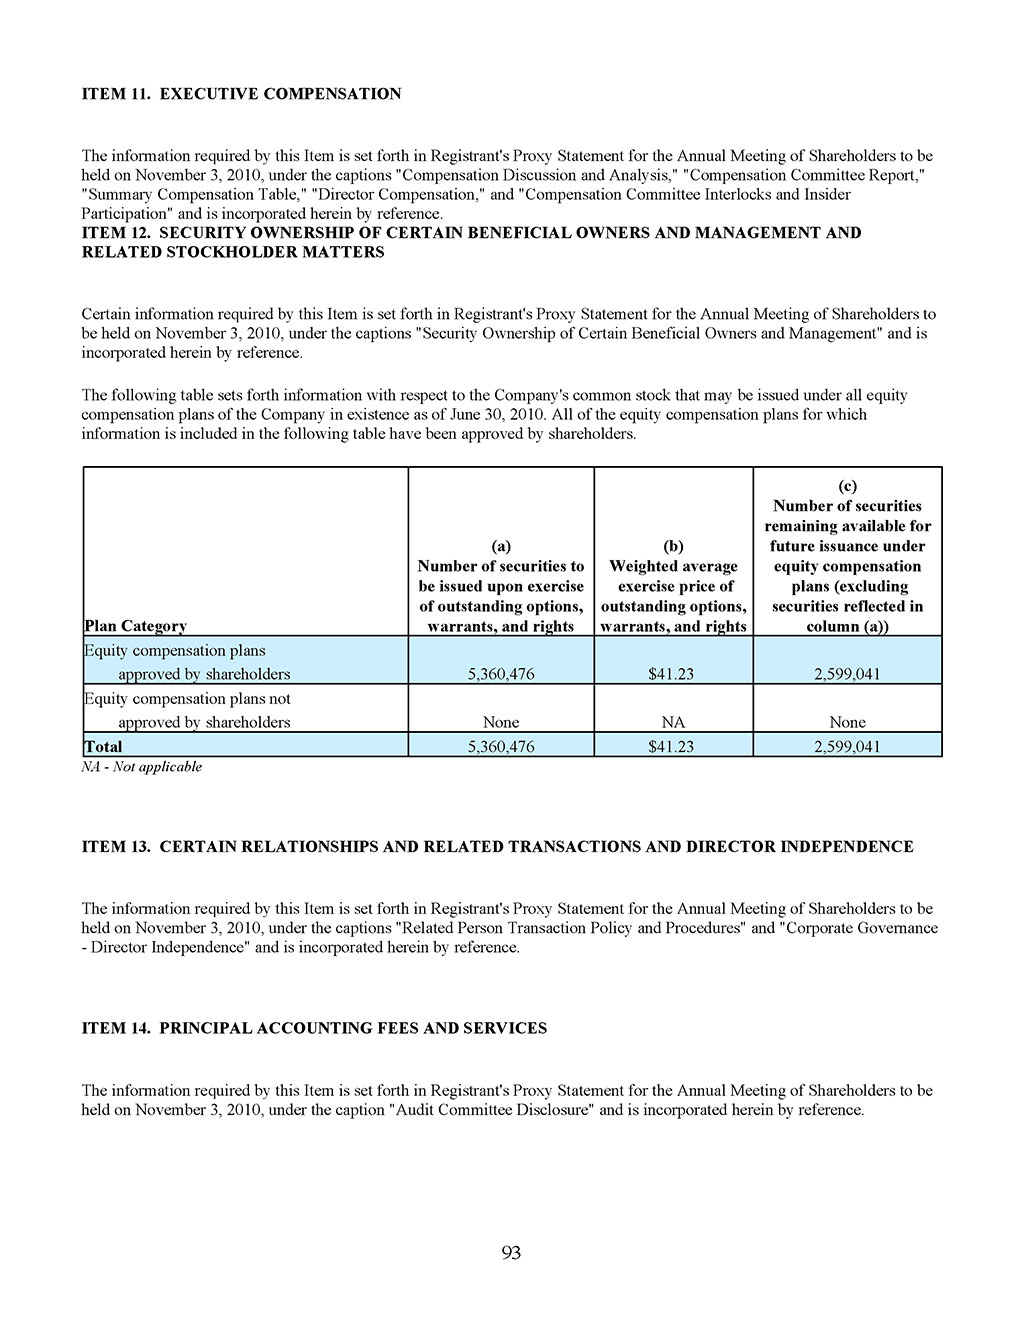 ITEM 11. EXECUTIVE COMPENSATION
The information required by this Item is set forth in Registrant's Proxy Statement for the Annual Meeting of Shareholders to be
held on November 3, 2010, under the captions "Compensation Discussion and Analysis," "Compensation Committee Report,"
"Summary Compensation Table," "Director Compensation," and "Compensation Committee Interlocks and Insider
Participation" and is incorporated herein by reference.
ITEM 12. SECURITY OWNERSHIP OF CERTAIN BENEFICIAL OWNERS AND MANAGEMENT AND
RELATED STOCKHOLDER MATTERS
Certain information required by this Item is set forth in Registrant's Proxy Statement for the Annual Meeting of Shareholders to
be held on November 3, 2010, under the captions "Security Ownership of Certain Beneficial Owners and Management" and is
incorporated herein by reference.
The following table sets forth information with respect to the Company's common stock that may be issued under all equity
compensation plans of the Company in existence as of June 30, 2010. All of the equity compensation plans for which
information is included in the following table have been approved by shareholders.
Plan Category
(a)
Number of securities to
be issued upon exercise
of outstanding options,
warrants, and rights
(b)
Weighted average
exercise price of
outstanding options,
warrants, and rights
(c)
Number of securities
remaining available for
future issuance under
equity compensation
plans (excluding
securities reflected in
column (a))
Equity compensation plans
approved by shareholders 5,360,476 $41.23 2,599,041
Equity compensation plans not
approved by shareholders None NA None
Total 5,360,476 $41.23 2,599,041
NA - Not applicable
ITEM 13. CERTAIN RELATIONSHIPS AND RELATED TRANSACTIONS AND DIRECTOR INDEPENDENCE
The information required by this Item is set forth in Registrant's Proxy Statement for the Annual Meeting of Shareholders to be
held on November 3, 2010, under the captions "Related Person Transaction Policy and Procedures" and "Corporate Governance
- Director Independence" and is incorporated herein by reference.
ITEM 14. PRINCIPAL ACCOUNTING FEES AND SERVICES
The information required by this Item is set forth in Registrant's Proxy Statement for the Annual Meeting of Shareholders to be
held on November 3, 2010, under the caption "Audit Committee Disclosure" and is incorporated herein by reference.
93